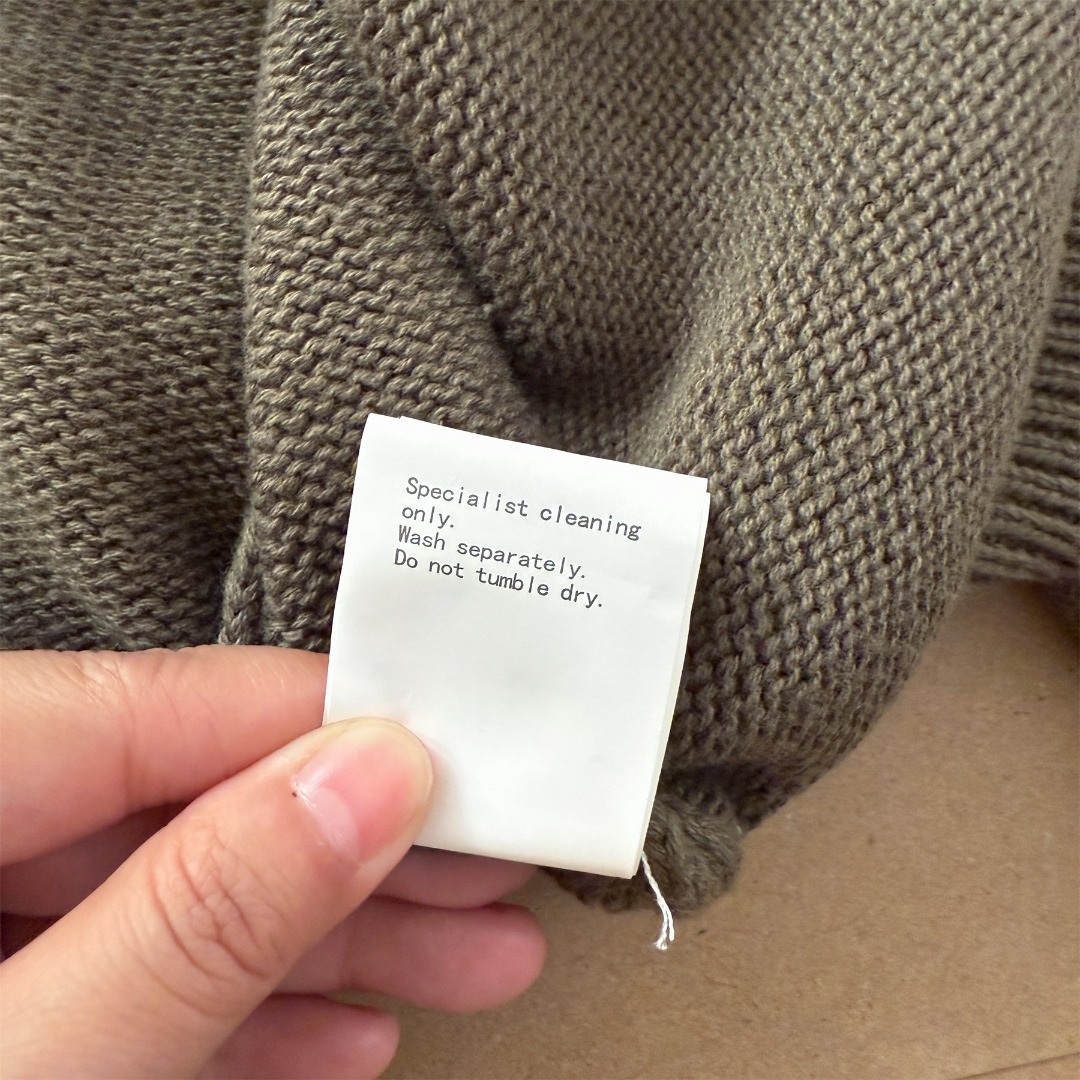 Specialist cleaning
only.
Wash separately.
Do not tumble dry.